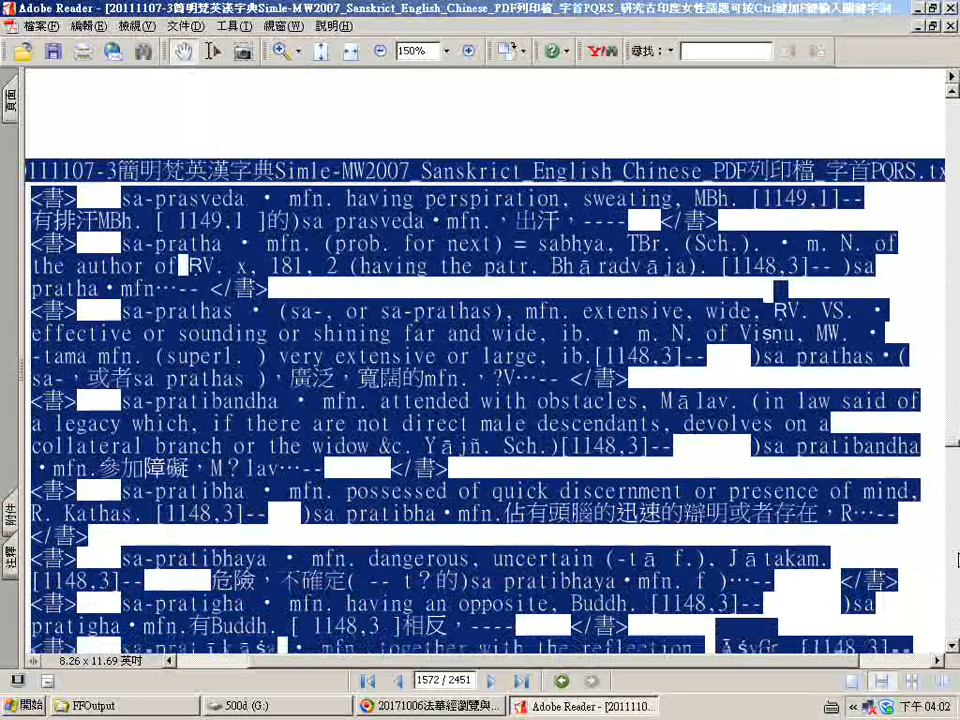 Adobe Reader - [20111107-3簡明梵英漢字典Simle-MW2007_Sanskrict_English_Chinese_PDF列印檔_字首PQRS_研究古印度女性議題可按Ctrl鍵加F鍵輸入關鍵字詞
檔案(F) 編輯(E) 檢視(V) 文件(D) 工具(T) 視窗(W) 說明(H)
150% Y! 尋找:
頁面
)111107-3簡明梵英漢字典Simle-MW2007_Sanskrict_English_Chinese_PDF列印檔_字首PQRS.tx
<書> sa-prasveda • mfn. having perspiration, sweating, MBh. [1149,1]--
有排汗MBh. [ 1149,1 ]的)sa prasveda•mfn.，出汗，---- </書>
<書> sa-pratha • mfn. (prob. for next) = sabhya, TBr. (Sch.). • m. N. of
the author of ṚV. x, 181, 2 (having the patr. Bhāradvāja). [1148,3]-- )sa
pratha•mfn…-- </書>
<書> sa-prathas • (sa-, or sa-prathas), mfn. extensive, wide, ṚV. VS. •
effective or sounding or shining far and wide, ib. • m. N. of Viṣṇu, MW. •
-tama mfn. (superl. ) very extensive or large, ib.[1148,3]-- )sa prathas•(
sa-，或者sa prathas )，廣泛，寬闊的mfn.，?V…-- </書>
<書> sa-pratibandha • mfn. attended with obstacles, Mālav. (in law said of
a legacy which, if there are not direct male descendants, devolves on a
collateral branch or the widow &c. Yājñ. Sch.)[1148,3]-- )sa pratibandha
•mfn.參加障礙，M？lav…-- </書>
<書> sa-pratibha • mfn. possessed of quick discernment or presence of mind,
R. Kathas. [1148,3]-- )sa pratibha•mfn.佔有頭腦的迅速的辯明或者存在，R…--
</書>
附件
注釋
<書> sa-pratibhaya • mfn. dangerous, uncertain (-tā f.), Jātakam.
[1148,3]-- 危險，不確定( -- t？的)sa pratibhaya•mfn. f )…-- </書>
<書> sa-pratigha • mfn. having an opposite, Buddh. [1148,3]-- )sa
pratigha•mfn.有Buddh. [ 1148,3 ]相反，---- </書>
<書> sa-pratīkāśa • mfn. together with the reflection, ĀśvGr. [1148,3]--
8.26 x 11.69 英吋
1572 / 2451
開始 FFOutput 500d (G:) 20171006法華經瀏覽與... Adobe Reader - [2011110... 下午 04:02